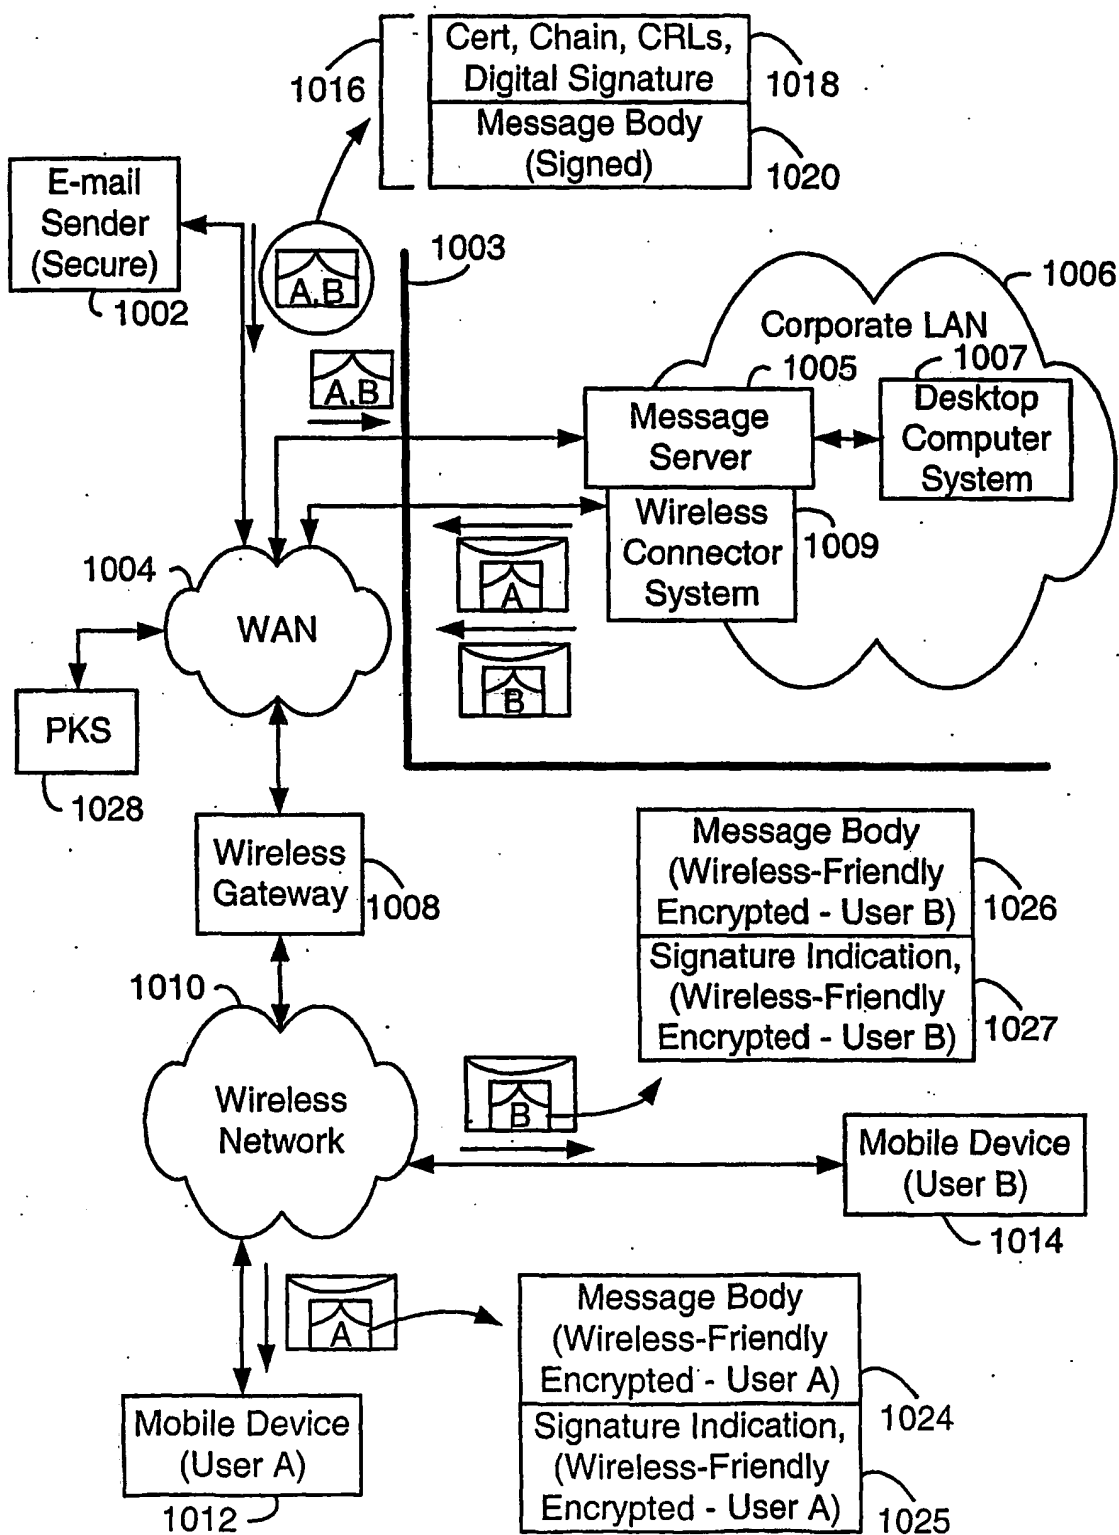 Cert, Chain, CRLs,
Digital Signature
1016
1018
Message Body
(Signed)
1020
E-mail
Sender
(Secure)
1002
A,B
1003
1006
Corporate LAN
A,B
1005
1007
Message
Server
Desktop
Computer
System
Wireless
Connector
System
1009
A
B
1004
WAN
PKS
1028
Wireless
Gateway
1008
Message Body
(Wireless-Friendly
Encrypted - User B)
1026
Signature Indication,
(Wireless-Friendly
Encrypted - User B)
1027
1010
Wireless
Network
B
Mobile Device
(User B)
1014
A
Message Body
(Wireless-Friendly
Encrypted - User A)
1024
Signature Indication,
(Wireless-Friendly
Encrypted - User A)
1025
Mobile Device
(User A)
1012